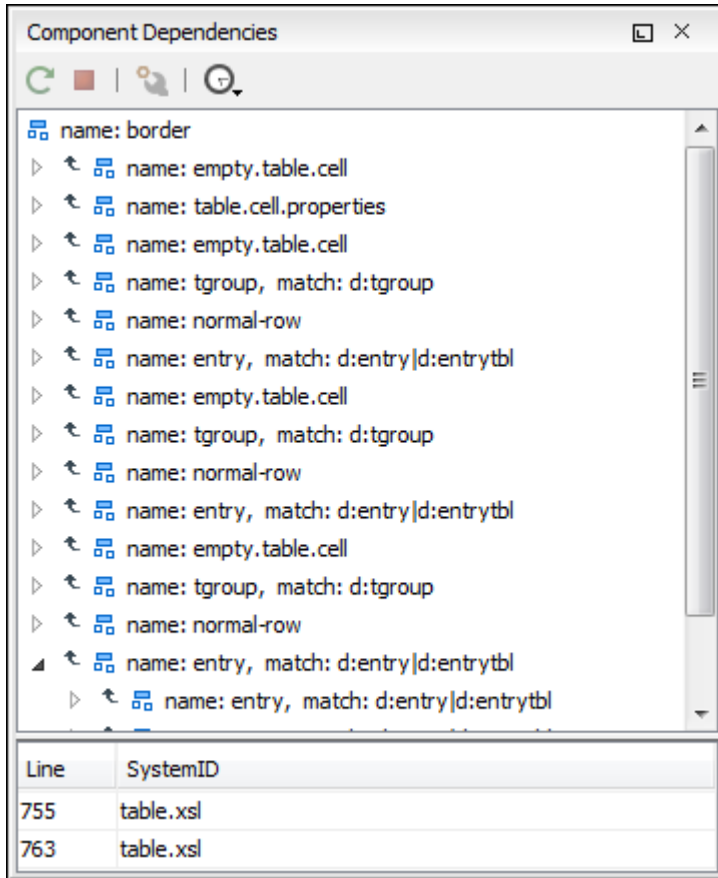 Component Dependencies
name: border
name: empty.table.cell
name: table.cell.properties
name: empty.table.cell
name: tgroup, match: d:tgroup
name: normal-row
name: entry, match: d:entry|d:entrytbl
name: empty.table.cell
name: tgroup, match: d:tgroup
name: normal-row
name: entry, match: d:entry|d:entrytbl
name: empty.table.cell
name: tgroup, match: d:tgroup
name: normal-row
name: entry, match: d:entry|d:entrytbl
name: entry, match: d:entry|d:entrytbl
Line SystemID
755 table.xsl
763 table.xsl